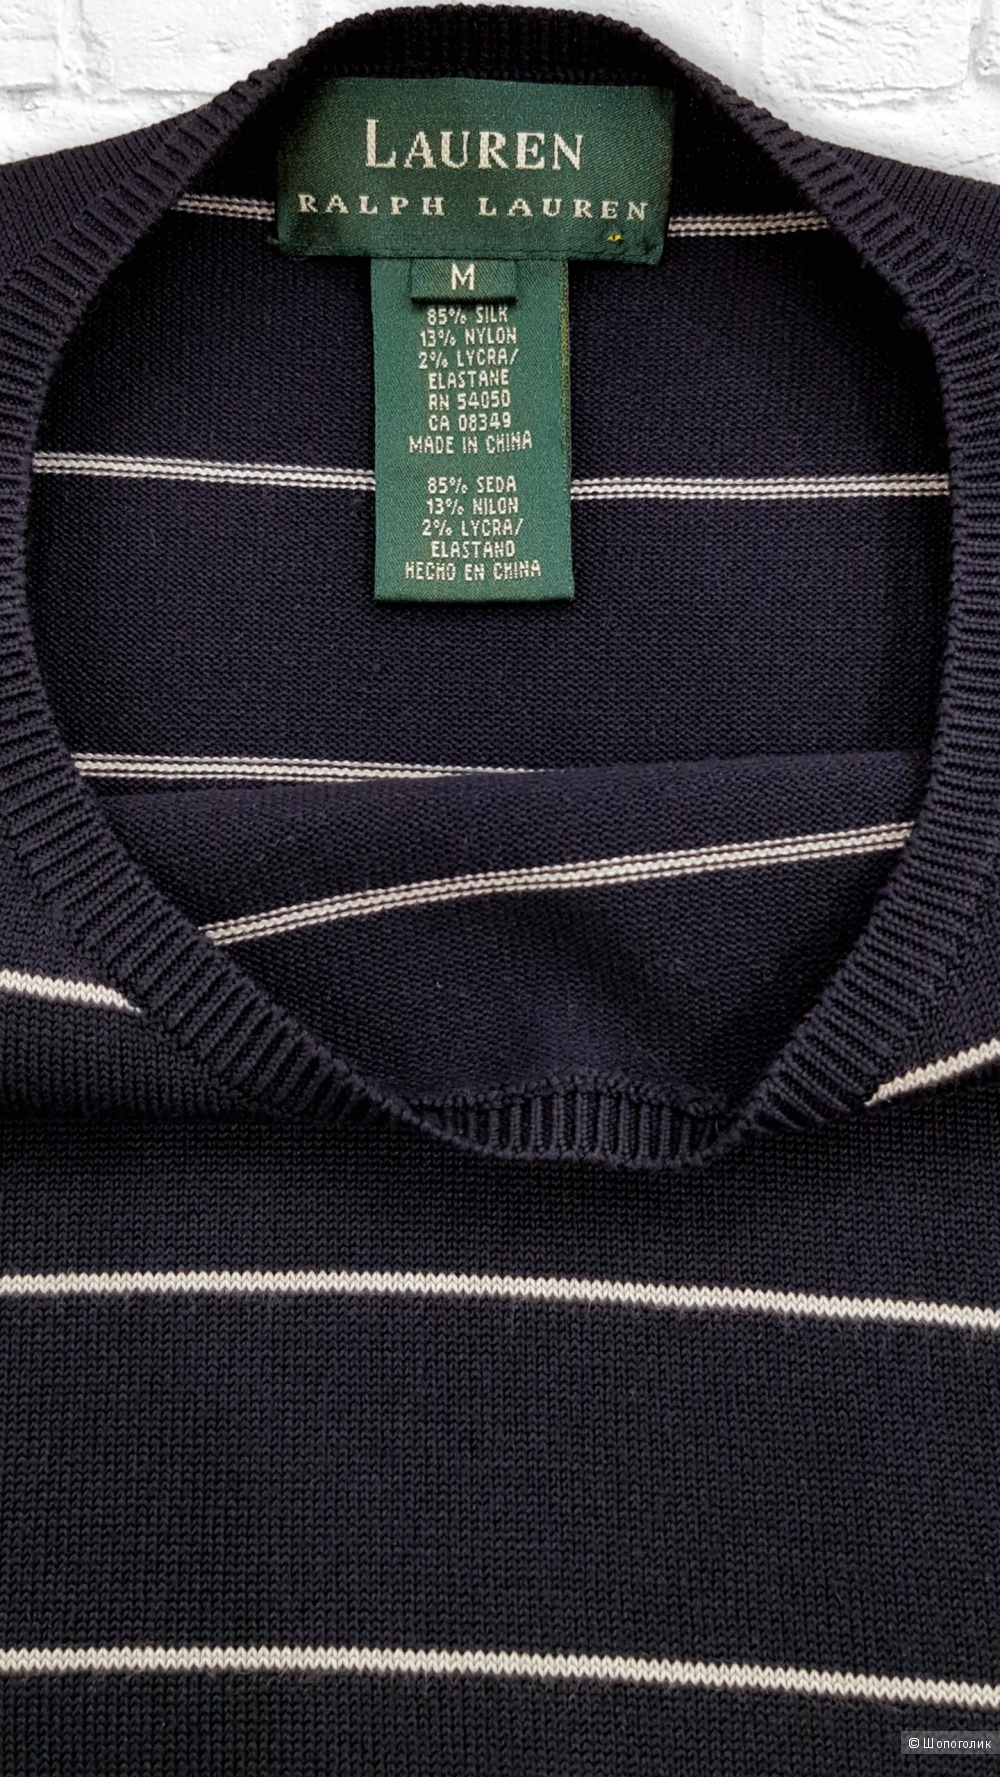 LAUREN
RALPH LAUREN
M
85% SILK
13% NYLON
2% LYCRA/
ELASTANE
RN 54050
CA 08349
MADE IN CHINA
85% SEDA
13% NILON
2% LYCRA/
ELASTANO
HECHO EN CHINA
© Шопоголик